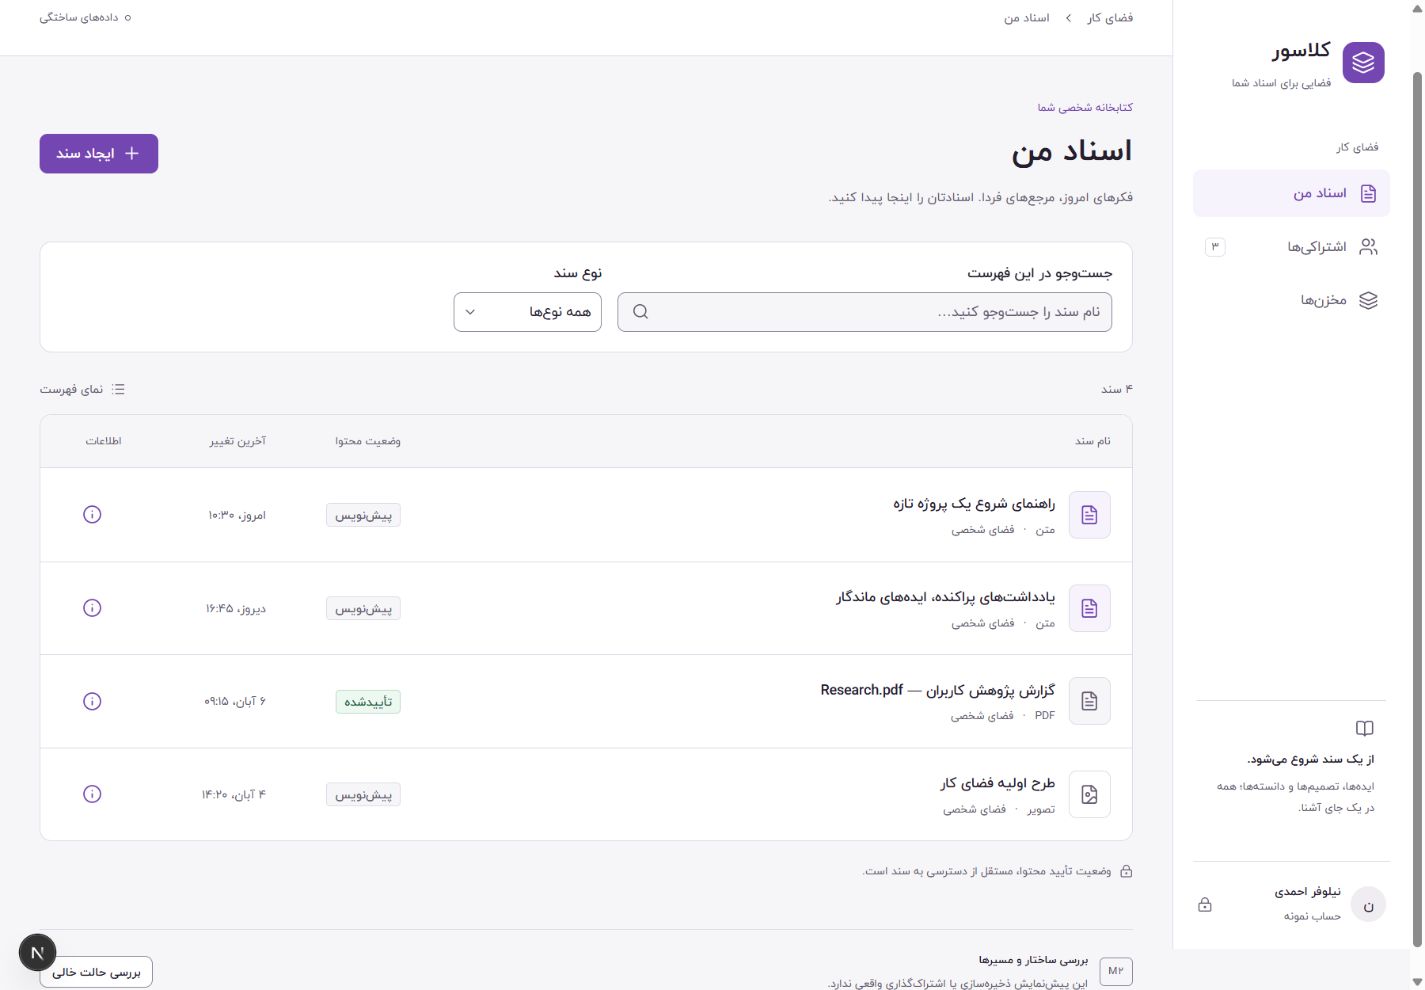 کلاسور
فضایی برای اسناد شما
فضای کار
اسناد من
اشتراکی‌ها
۳
مخزن‌ها
از یک سند شروع می‌شود.
ایده‌ها، تصمیم‌ها و دانسته‌ها؛ همه
در یک جای آشنا.
ن
نیلوفر احمدی
حساب نمونه
فضای کار
اسناد من
داده‌های ساختگی
کتابخانه شخصی شما
اسناد من
فکرهای امروز، مرجع‌های فردا. اسنادتان را اینجا پیدا کنید.
ایجاد سند
جست‌وجو در این فهرست
نام سند را جست‌وجو کنید…
نوع سند
همه نوع‌ها
۴ سند
نمای فهرست
نام سند
وضعیت محتوا
آخرین تغییر
اطلاعات
راهنمای شروع یک پروژه تازه
متن · فضای شخصی
پیش‌نویس
امروز، ۱۰:۳۰
یادداشت‌های پراکنده، ایده‌های ماندگار
متن · فضای شخصی
پیش‌نویس
دیروز، ۱۶:۴۵
گزارش پژوهش کاربران — Research.pdf
PDF · فضای شخصی
تأییدشده
۶ آبان، ۰۹:۱۵
طرح اولیه فضای کار
تصویر · فضای شخصی
پیش‌نویس
۴ آبان، ۱۴:۲۰
وضعیت تأیید محتوا، مستقل از دسترسی به سند است.
M۲
بررسی ساختار و مسیرها
این پیش‌نمایش ذخیره‌سازی یا اشتراک‌گذاری واقعی ندارد.
بررسی حالت خالی
N